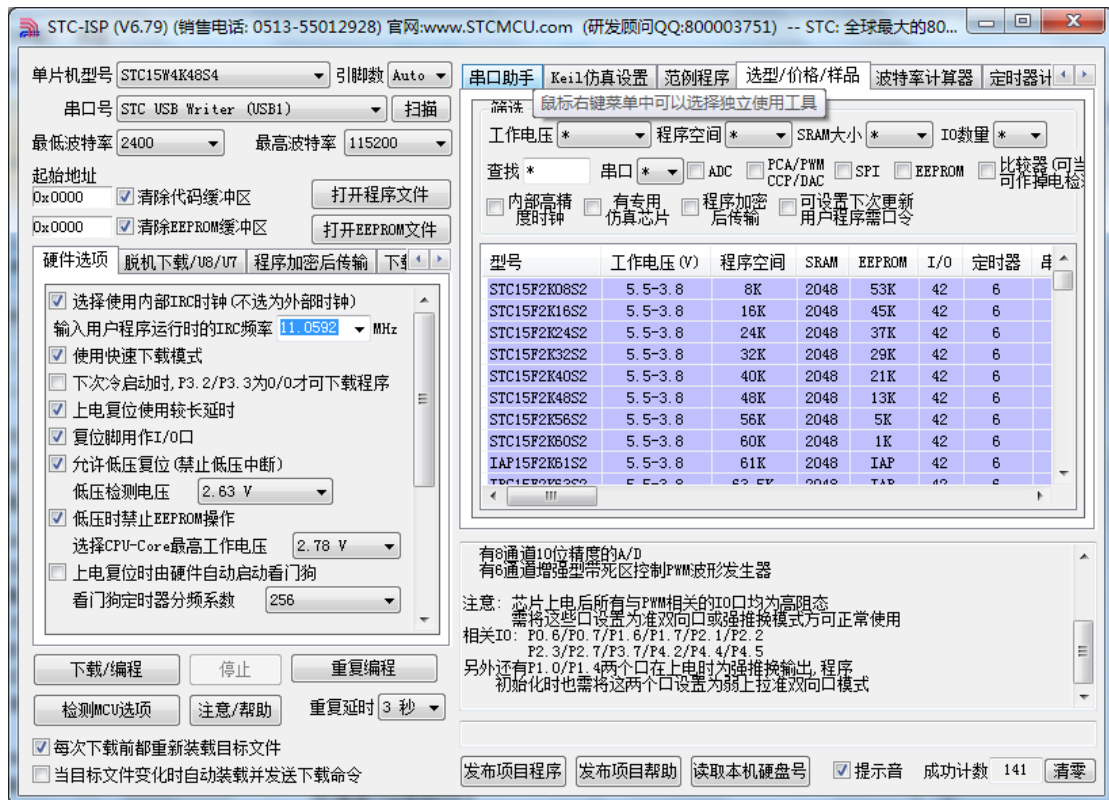 STC-ISP (V6.79) (销售电话: 0513-55012928) 官网:www.STCMCU.com (研发顾问QQ:800003751) -- STC: 全球最大的80...
单片机型号 STC15W4K48S4 引脚数 Auto
串口号 STC USB Writer (USB1) 扫描
最低波特率 2400 最高波特率 115200
起始地址
0x0000 清除代码缓冲区 打开程序文件
0x0000 清除EEPROM缓冲区 打开EEPROM文件
硬件选项 脱机下载/U8/U7 程序加密后传输
选择使用内部IRC时钟(不选为外部时钟)
输入用户程序运行时的IRC频率 11.0592 MHz
使用快速下载模式
下次冷启动时,P3.2/P3.3为0/0才可下载程序
上电复位使用较长延时
复位脚用作I/O口
允许低压复位(禁止低压中断)
低压检测电压 2.63 V
低压时禁止EEPROM操作
选择CPU-Core最高工作电压 2.78 V
上电复位时由硬件自动启动看门狗
看门狗定时器分频系数 256
下载/编程 停止 重复编程
检测MCU选项 注意/帮助 重复延时 3 秒
每次下载前都重新装载目标文件
当目标文件变化时自动装载并发送下载命令
串口助手 Keil仿真设置 范例程序 选型/价格/样品 波特率计算器 定时器计
筛选 鼠标右键菜单中可以选择独立使用工具
工作电压 * 程序空间 * SRAM大小 * IO数量 *
查找 * 串口 * ADC PCA/PWM CCP/DAC SPI EEPROM 比较器(可当可作掉电检
内部高精度时钟 有专用仿真芯片 程序加密后传输 可设置下次更新用户程序需口令
型号 工作电压(V) 程序空间 SRAM EEPROM I/O 定时器
STC15F2K08S2 5.5-3.8 8K 2048 53K 42 6
STC15F2K16S2 5.5-3.8 16K 2048 45K 42 6
STC15F2K24S2 5.5-3.8 24K 2048 37K 42 6
STC15F2K32S2 5.5-3.8 32K 2048 29K 42 6
STC15F2K40S2 5.5-3.8 40K 2048 21K 42 6
STC15F2K48S2 5.5-3.8 48K 2048 13K 42 6
STC15F2K56S2 5.5-3.8 56K 2048 5K 42 6
STC15F2K60S2 5.5-3.8 60K 2048 1K 42 6
IAP15F2K61S2 5.5-3.8 61K 2048 IAP 42 6
有8通道10位精度的A/D
有6通道增强型带死区控制PWM波形发生器
注意: 芯片上电后所有与PWM相关的IO口均为高阻态
需将这些口设置为准双向口或强推挽模式方可正常使用
相关IO: P0.6/P0.7/P1.6/P1.7/P2.1/P2.2
P2.3/P2.7/P3.7/P4.2/P4.4/P4.5
另外还有P1.0/P1.4两个口在上电时为强推挽输出,程序
初始化时也需将这两个口设置为弱上拉准双向口模式
发布项目程序 发布项目帮助 读取本机硬盘号 提示音 成功计数 141 清零